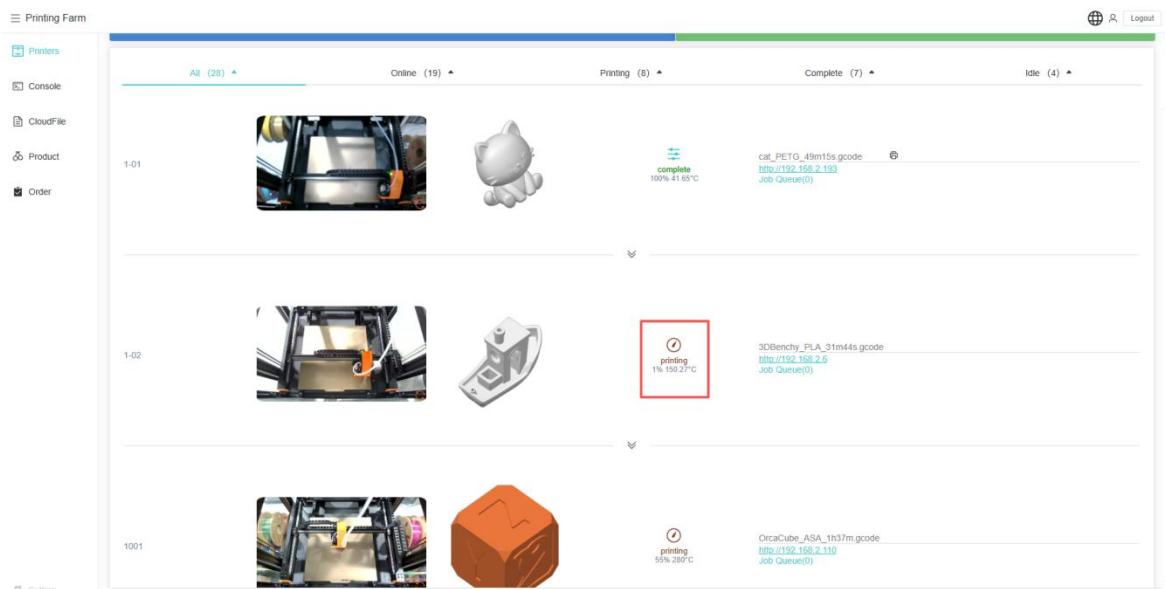 Printing Farm
Logout
Printers
Console
CloudFile
Product
Order
All (28)
Online (19)
Printing (8)
Complete (7)
Idle (4)
1-01
complete
100% 41.65°C
cat_PETG_49m15s.gcode
http://192.168.2.193
Job Queue(0)
1-02
printing
1% 150.27°C
3DBenchy_PLA_31m44s.gcode
http://192.168.2.6
Job Queue(0)
1001
printing
55% 280°C
OrcaCube_ASA_1h37m.gcode
http://192.168.2.110
Job Queue(0)